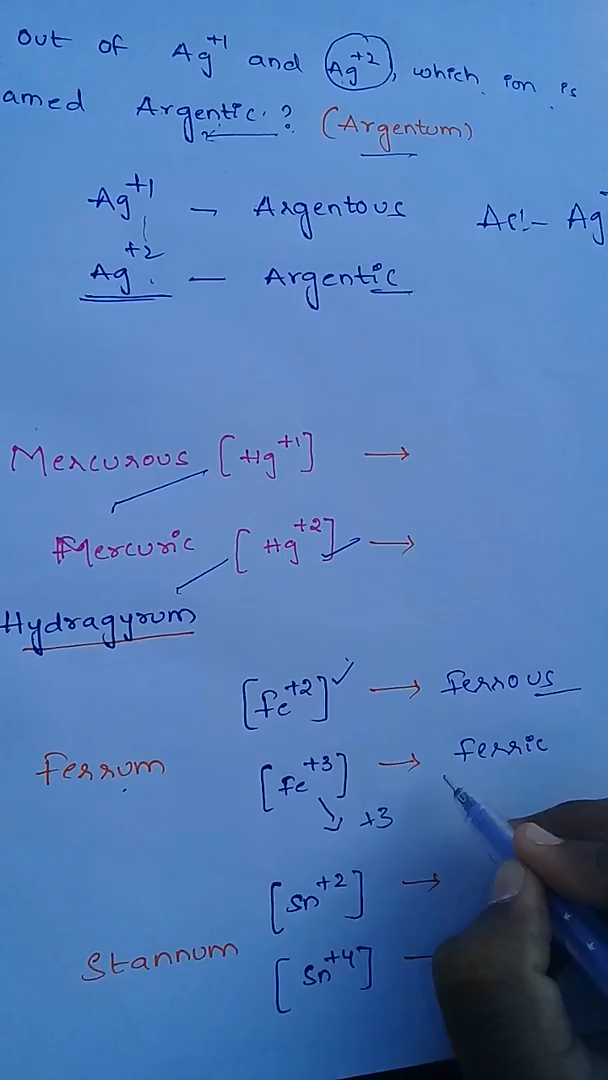 out of Ag+1 and Ag+2, which ion is
amed Argentic? (Argentum)
Ag+1 – Argentous
Ag+2 – Argentic
Mercurous [Hg+1] →
Mercuric [Hg+2] →
Hydragyrum
[fe+2] ✓ → ferrous
Ferrum
[fe+3] → ferric
+3
[Sn+2] →
Stannum
[Sn+4] –